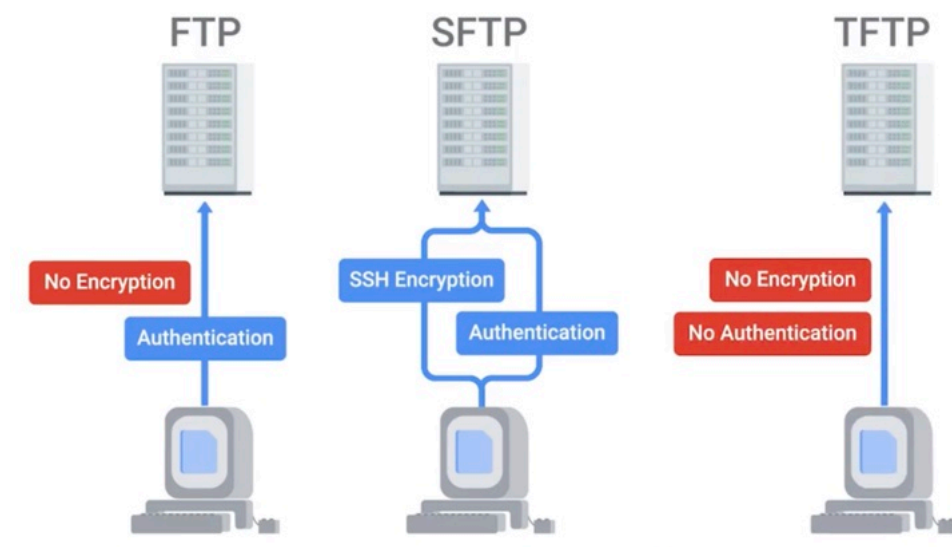 FTP
SFTP
TFTP
No Encryption
Authentication
SSH Encryption
Authentication
No Encryption
No Authentication